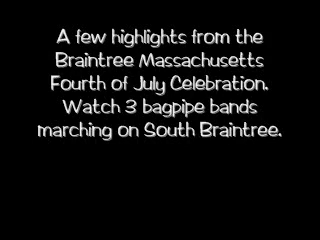 A few highlights from the
Braintree Massachusetts
Fourth of July Celebration.
Watch 3 bagpipe bands
marching on South Braintree.